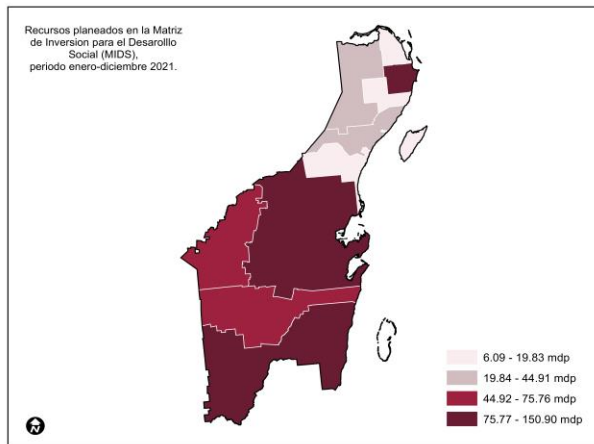 Recursos planeados en la Matriz
de Inversion para el Desarolllo
Social (MIDS),
periodo enero-diciembre 2021.
6.09 - 19.83 mdp
19.84 - 44.91 mdp
44.92 - 75.76 mdp
75.77 - 150.90 mdp
N